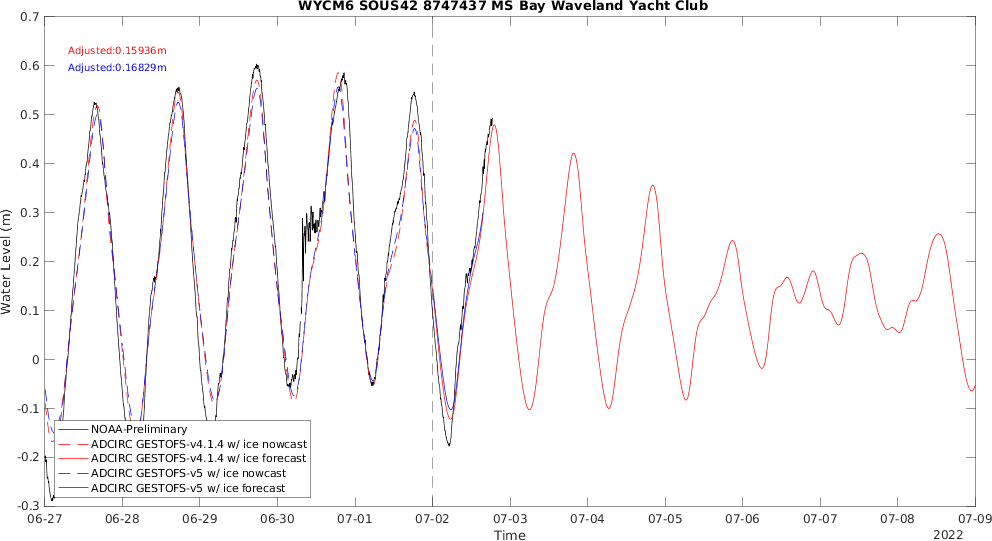 WYCM6 SOUS42 8747437 MS Bay Waveland Yacht Club
Adjusted:0.15936m
Adjusted:0.16829m
Water Level (m)
0.7
0.6
0.5
0.4
0.3
0.2
0.1
0
-0.1
-0.2
-0.3
NOAA-Preliminary
ADCIRC GESTOFS-v4.1.4 w/ ice nowcast
ADCIRC GESTOFS-v4.1.4 w/ ice forecast
ADCIRC GESTOFS-v5 w/ ice nowcast
ADCIRC GESTOFS-v5 w/ ice forecast
06-27 06-28 06-29 06-30 07-01 07-02 07-03 07-04 07-05 07-06 07-07 07-08 07-09
Time
2022